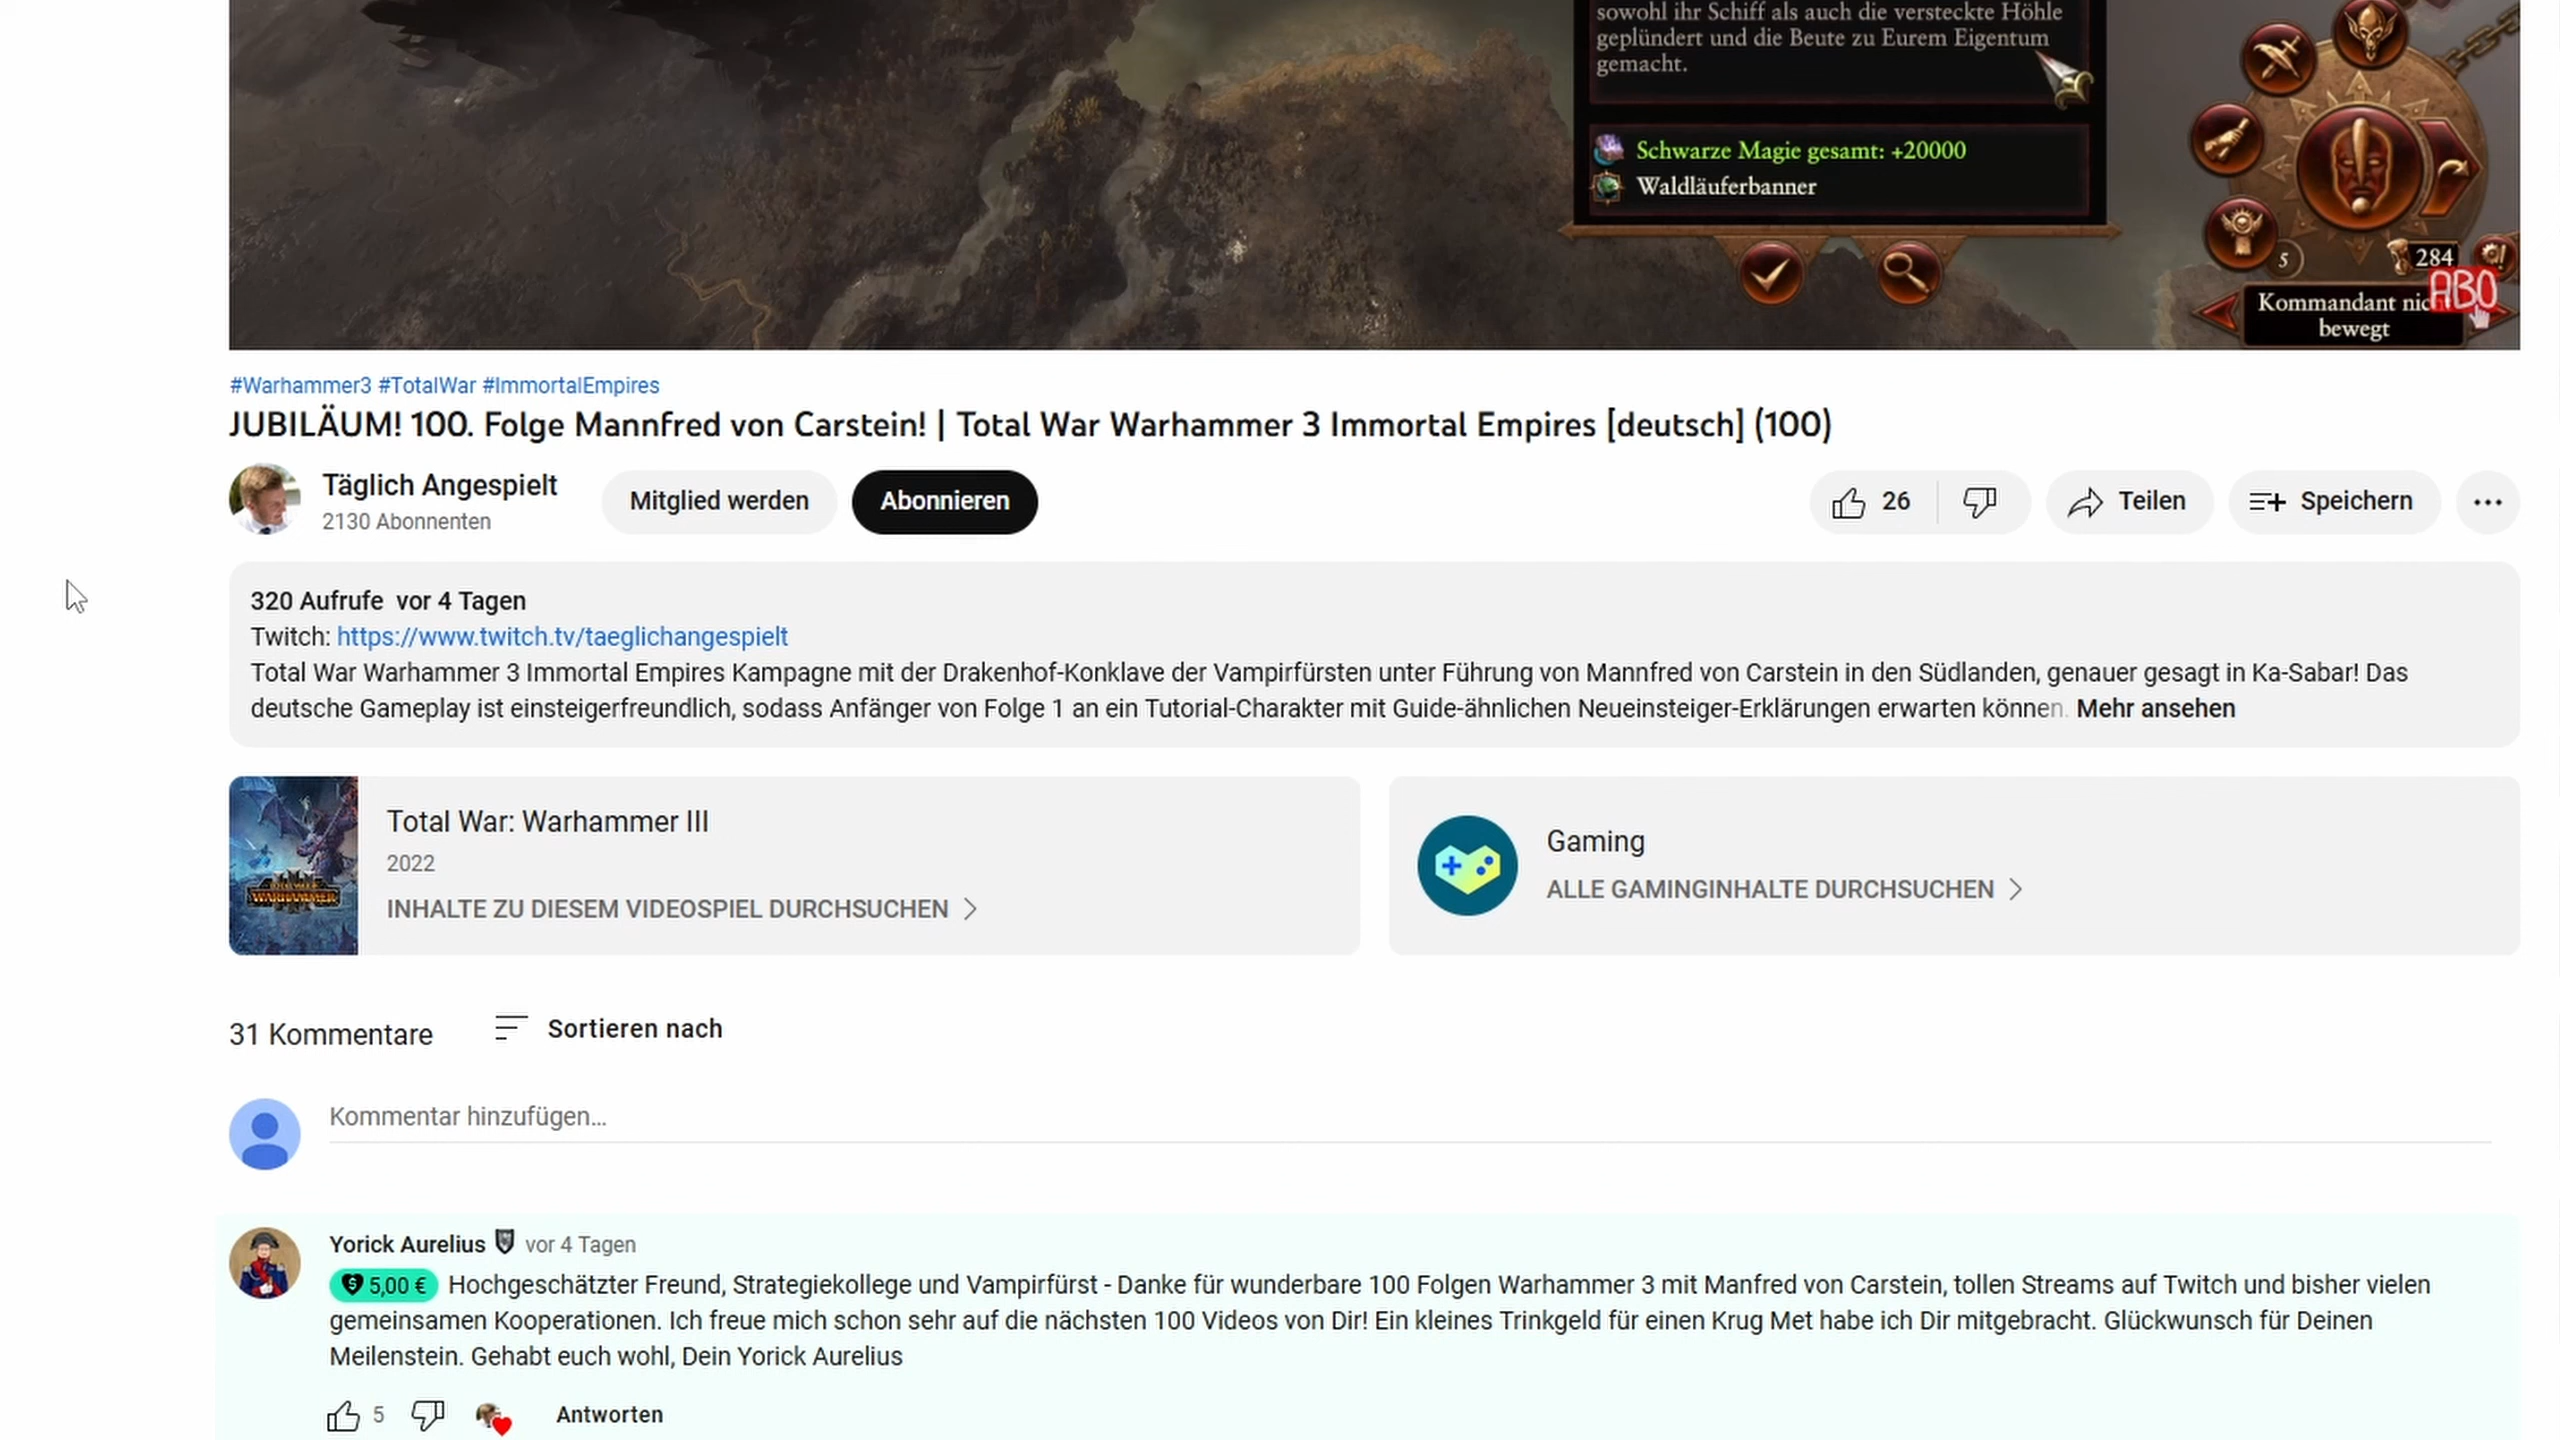 sowohl ihr Schiff als auch die versteckte Höhle
geplündert und die Beute zu Eurem Eigentum
gemacht.
Schwarze Magie gesamt: +20000
Waldläuferbanner
5
284
ABO
Kommandant nic
bewegt
#Warhammer3 #TotalWar #ImmortalEmpires
JUBILÄUM! 100. Folge Mannfred von Carstein! | Total War Warhammer 3 Immortal Empires [deutsch] (100)
Täglich Angespielt
2130 Abonnenten
Mitglied werden
Abonnieren
26
Teilen
Speichern
320 Aufrufe vor 4 Tagen
Twitch: https://www.twitch.tv/taeglichangespielt
Total War Warhammer 3 Immortal Empires Kampagne mit der Drakenhof-Konklave der Vampirfürsten unter Führung von Mannfred von Carstein in den Südlanden, genauer gesagt in Ka-Sabar! Das
deutsche Gameplay ist einsteigerfreundlich, sodass Anfänger von Folge 1 an ein Tutorial-Charakter mit Guide-ähnlichen Neueinsteiger-Erklärungen erwarten können. Mehr ansehen
TOTAL WAR
WARHAMMER
III
Total War: Warhammer III
2022
INHALTE ZU DIESEM VIDEOSPIEL DURCHSUCHEN
Gaming
ALLE GAMINGINHALTE DURCHSUCHEN
31 Kommentare
Sortieren nach
Kommentar hinzufügen...
Yorick Aurelius vor 4 Tagen
5,00 € Hochgeschätzter Freund, Strategiekollege und Vampirfürst - Danke für wunderbare 100 Folgen Warhammer 3 mit Manfred von Carstein, tollen Streams auf Twitch und bisher vielen
gemeinsamen Kooperationen. Ich freue mich schon sehr auf die nächsten 100 Videos von Dir! Ein kleines Trinkgeld für einen Krug Met habe ich Dir mitgebracht. Glückwunsch für Deinen
Meilenstein. Gehabt euch wohl, Dein Yorick Aurelius
5
Antworten